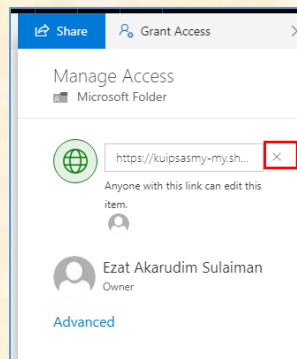 Share Grant Access
Manage Access
Microsoft Folder
https://kuipsasmy-my.sh...
Anyone with this link can edit this
item.
Ezat Akarudim Sulaiman
Owner
Advanced